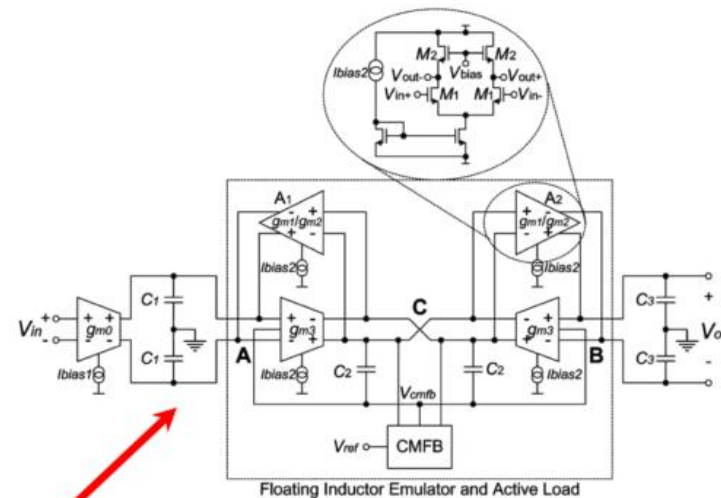 M2 M2
Ibias2 Vout- Vbias Vout+
Vin+ M1 M1 Vin-
A1 A2
- + + -
gm1/gm2 gm1/gm2
+ - - +
Ibias2 Ibias2
C1 C C3 +
Vin + + + + - - + + Vo
- gm0 - - gm3 - + gm3 -
C1 A C2 C2 B C3 -
Ibias1 Ibias2 Vcmfb Ibias2
Vref CMFB
Floating Inductor Emulator and Active Load